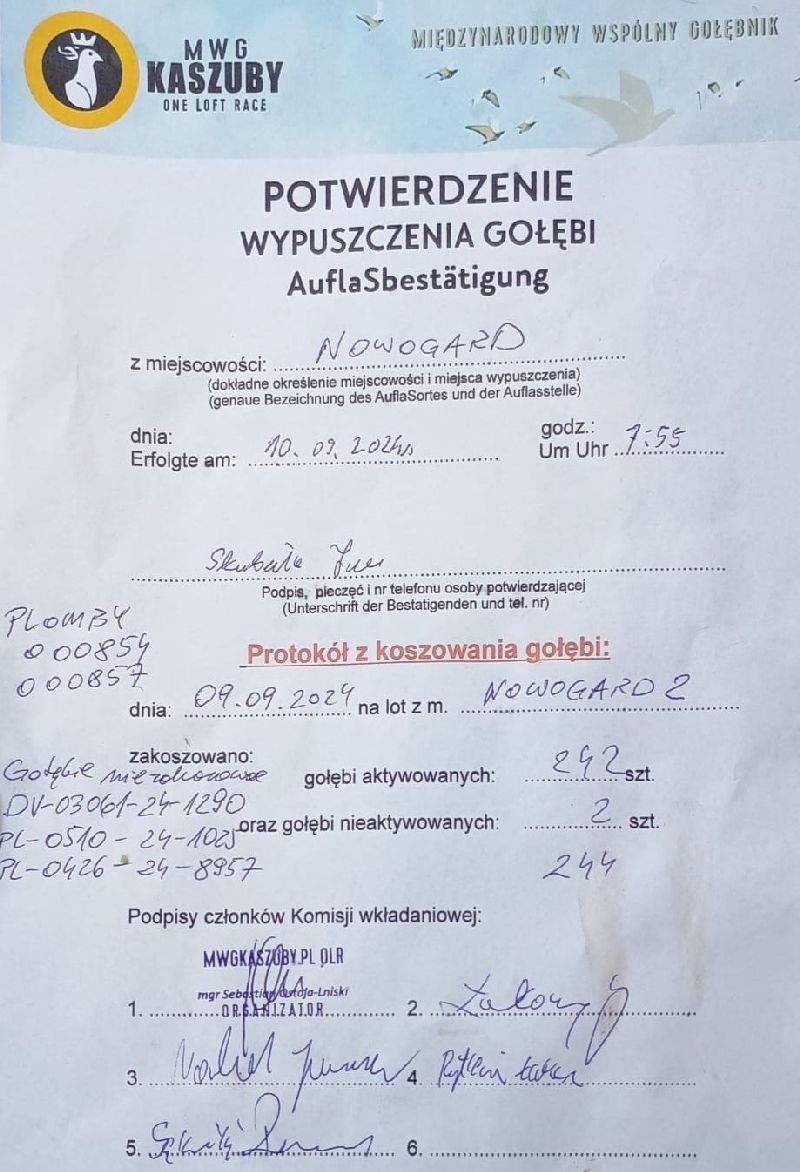 MWG
KASZUBY
ONE LOFT RACE
MIĘDZYNARODOWY WSPÓLNY GOŁĘBNIK
POTWIERDZENIE
WYPUSZCZENIA GOŁĘBI
AuflaSbestätigung
z miejscowości: NOWOGARD
(dokładne określenie miejscowości i miejsca wypuszczenia)
(genaue Bezeichnung des AuflaSortes und der Auflasstelle)
dnia:
Erfolgte am: 10.09.2024
godz.:
Um Uhr 7:55
Podpis, pieczęć i nr telefonu osoby potwierdzającej
(Unterschrift der Bestatigenden und tel. nr)
PLOMBY
000854
000857
Protokół z koszowania gołębi:
dnia: 09.09.2024 na lot z m. NOWOGARD 2
zakoszowano:
gołębi aktywowanych: 242 szt.
oraz gołębi nieaktywowanych: 2 szt.
244
Gołębie
DV-03061-24-1290
PL-0510-24-1025
PL-0426-24-8957
Podpisy członków Komisji wkładaniowej:
MWGKASZUBY.PL OLR
mgr
ORGANIZATOR
1.
2.
3.
4.
5.
6.